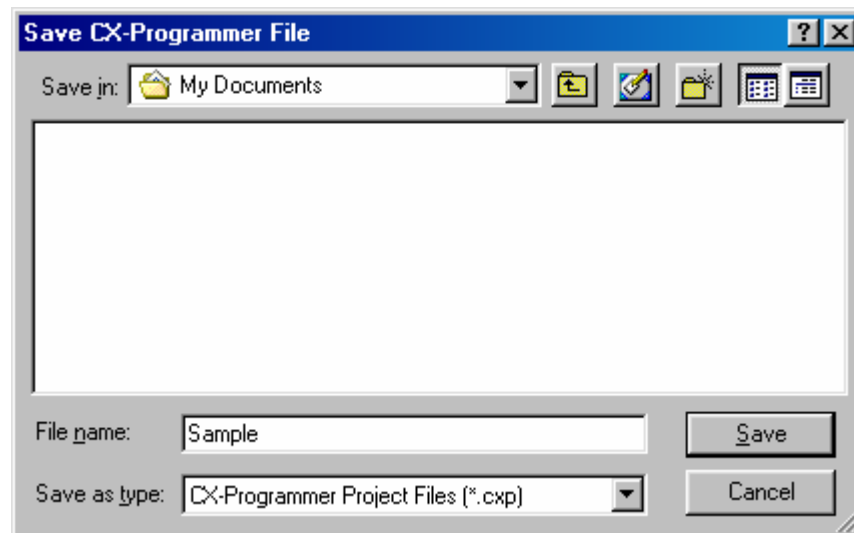 Save CX-Programmer File
Save in: My Documents
File name: Sample Save
Save as type: CX-Programmer Project Files (*.cxp) Cancel